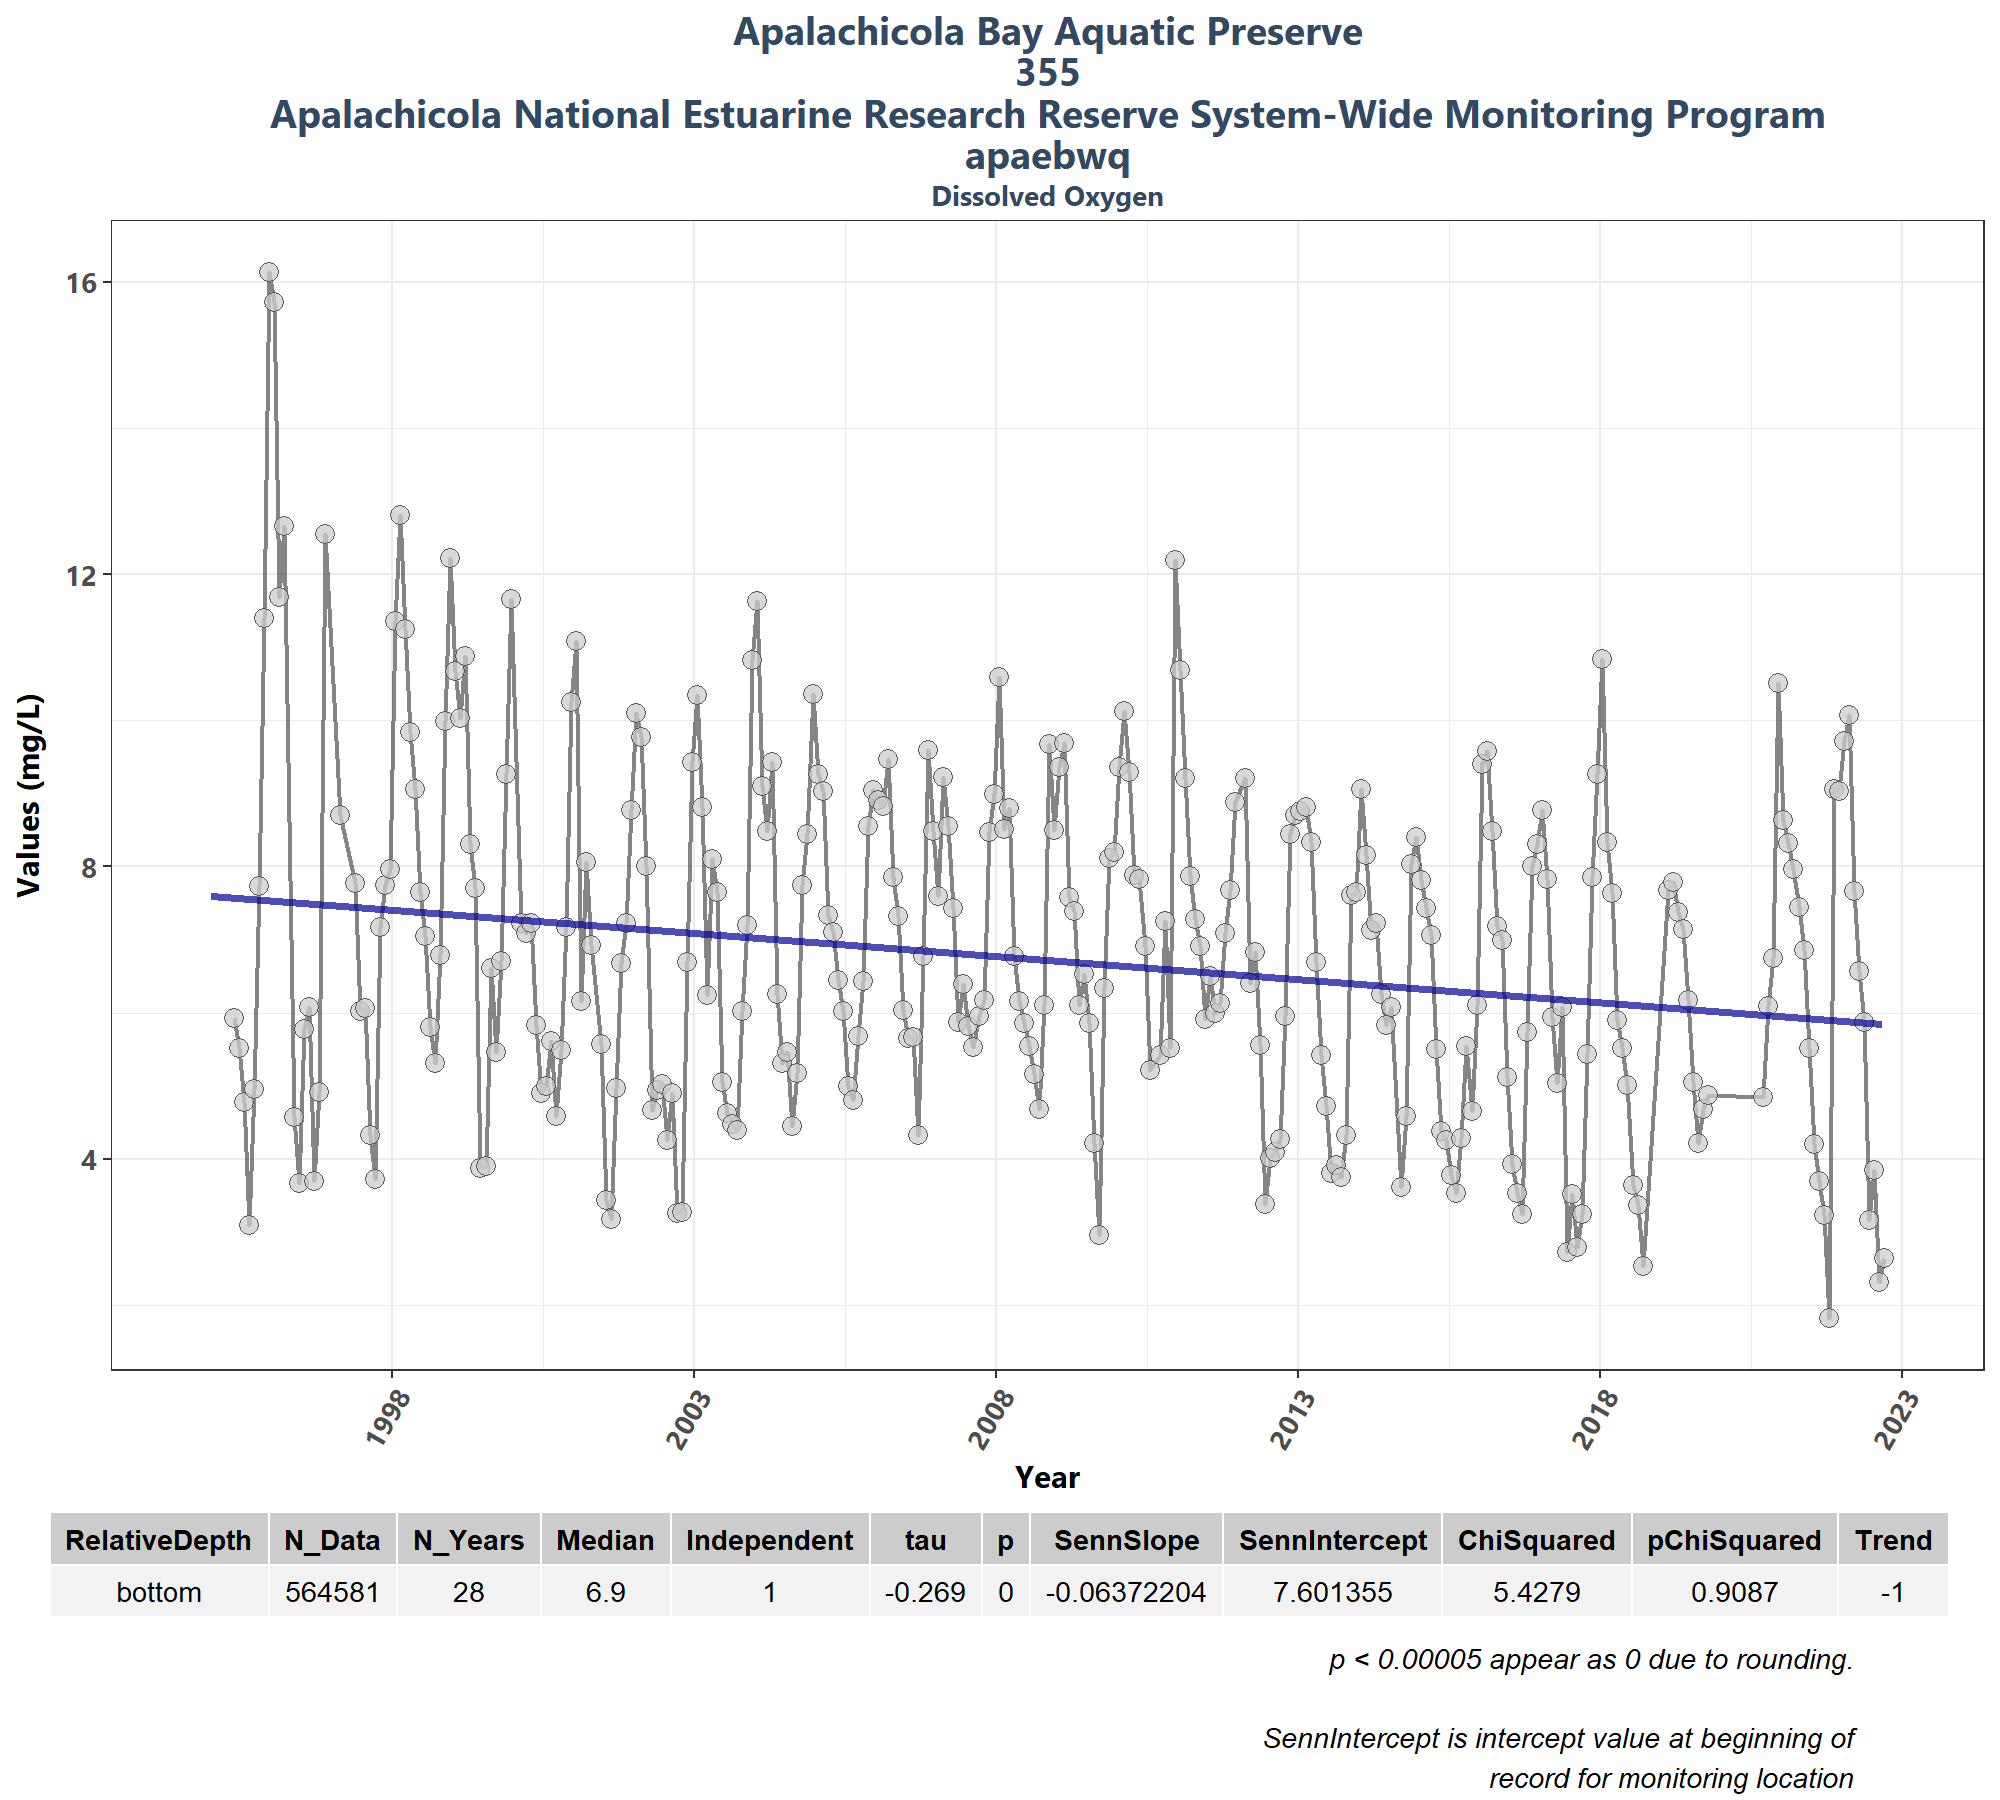 Apalachicola Bay Aquatic Preserve
355
Apalachicola National Estuarine Research Reserve System-Wide Monitoring Program
apaebwq
Dissolved Oxygen
16
12
8
4
Values (mg/L)
1998
2003
2008
2013
2018
2023
Year
RelativeDepth N_Data N_Years Median Independent tau p SennSlope SennIntercept ChiSquared pChiSquared Trend
bottom 564581 28 6.9 1 -0.269 0 -0.06372204 7.601355 5.4279 0.9087 -1
p < 0.00005 appear as 0 due to rounding.
SennIntercept is intercept value at beginning of
record for monitoring location